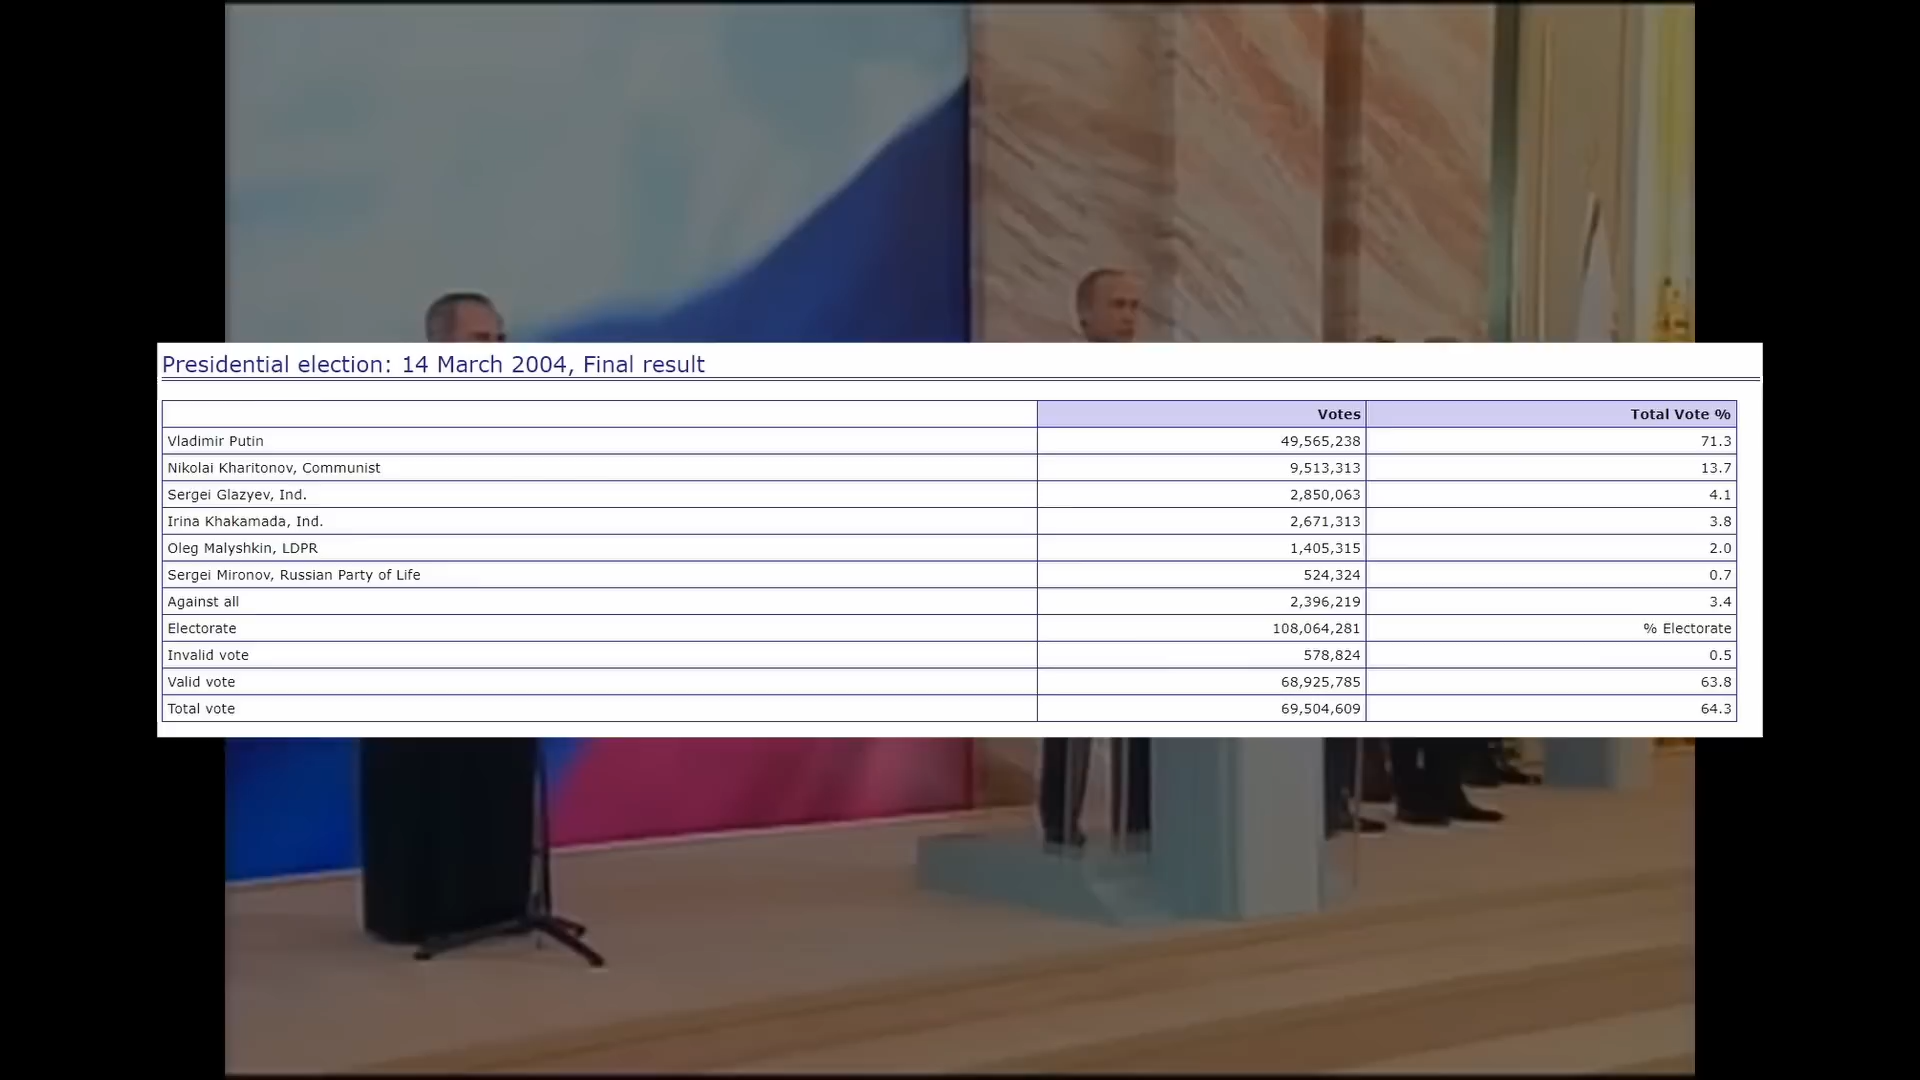 Presidential election: 14 March 2004, Final result
Votes Total Vote %
Vladimir Putin 49,565,238 71.3
Nikolai Kharitonov, Communist 9,513,313 13.7
Sergei Glazyev, Ind. 2,850,063 4.1
Irina Khakamada, Ind. 2,671,313 3.8
Oleg Malyshkin, LDPR 1,405,315 2.0
Sergei Mironov, Russian Party of Life 524,324 0.7
Against all 2,396,219 3.4
Electorate 108,064,281 % Electorate
Invalid vote 578,824 0.5
Valid vote 68,925,785 63.8
Total vote 69,504,609 64.3